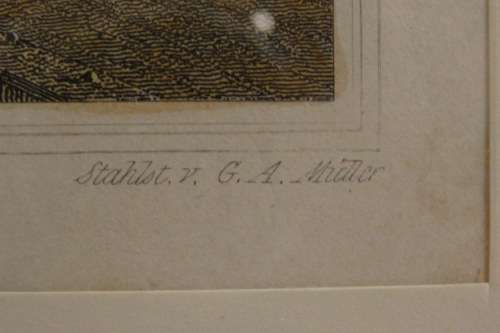 Stahlst. v. G. A. Müller